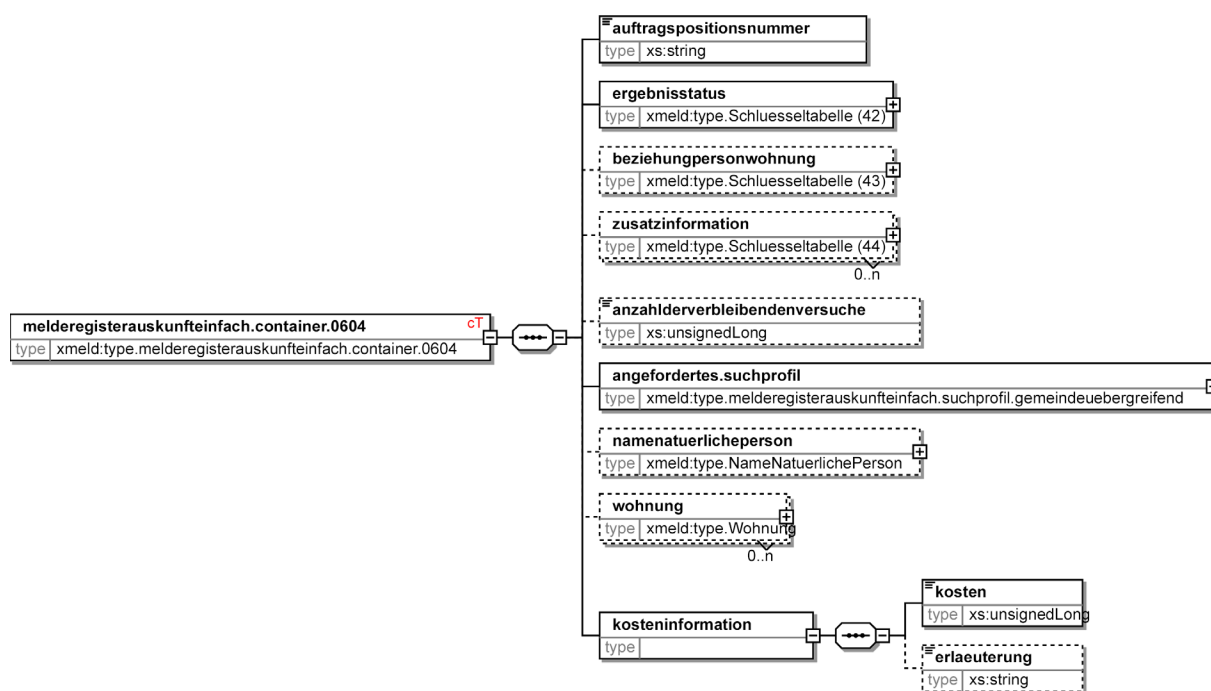 auftragspositionsnummer
type xs:string
ergebnisstatus
type xmeld:type.Schluesseltabelle (42)
beziehungpersonwohnung
type xmeld:type.Schluesseltabelle (43)
zusatzinformation
type xmeld:type.Schluesseltabelle (44)
0..n
anzahlderverbleibendenversuche
type xs:unsignedLong
melderegisterauskunfteinfach.container.0604 cT
type xmeld:type.melderegisterauskunfteinfach.container.0604
angefordertes.suchprofil
type xmeld:type.melderegisterauskunfteinfach.suchprofil.gemeindeuebergreifend
namenatuerlicheperson
type xmeld:type.NameNatuerlichePerson
wohnung
type xmeld:type.Wohnung
0..n
kosteninformation
type
kosten
type xs:unsignedLong
erlaeuterung
type xs:string